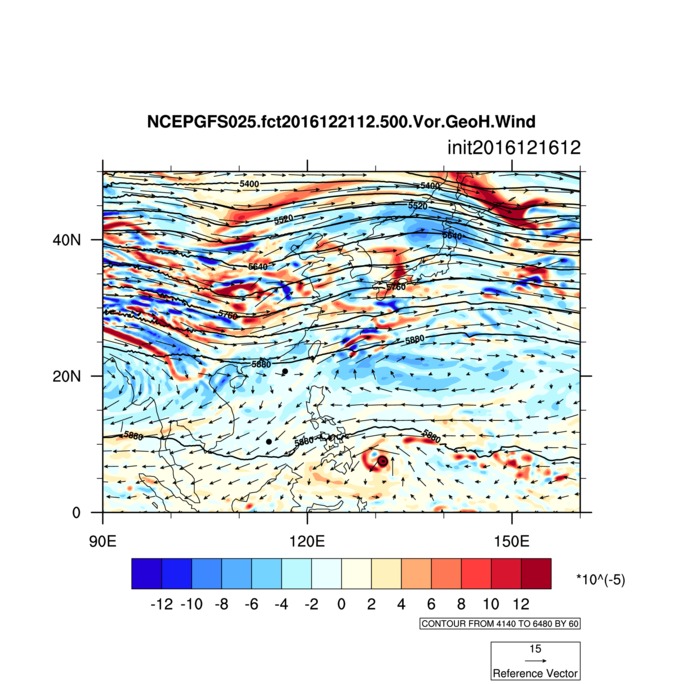 NCEPGFS025.fct2016122112.500.Vor.GeoH.Wind
init2016121612
5400
5400
5520
5520
40N
5640
5640
5760
5760
5880
5880
20N
5880
5880
5880
0
90E 120E 150E
-12 -10 -8 -6 -4 -2 0 2 4 6 8 10 12
*10^(-5)
CONTOUR FROM 4140 TO 6480 BY 60
15
Reference Vector